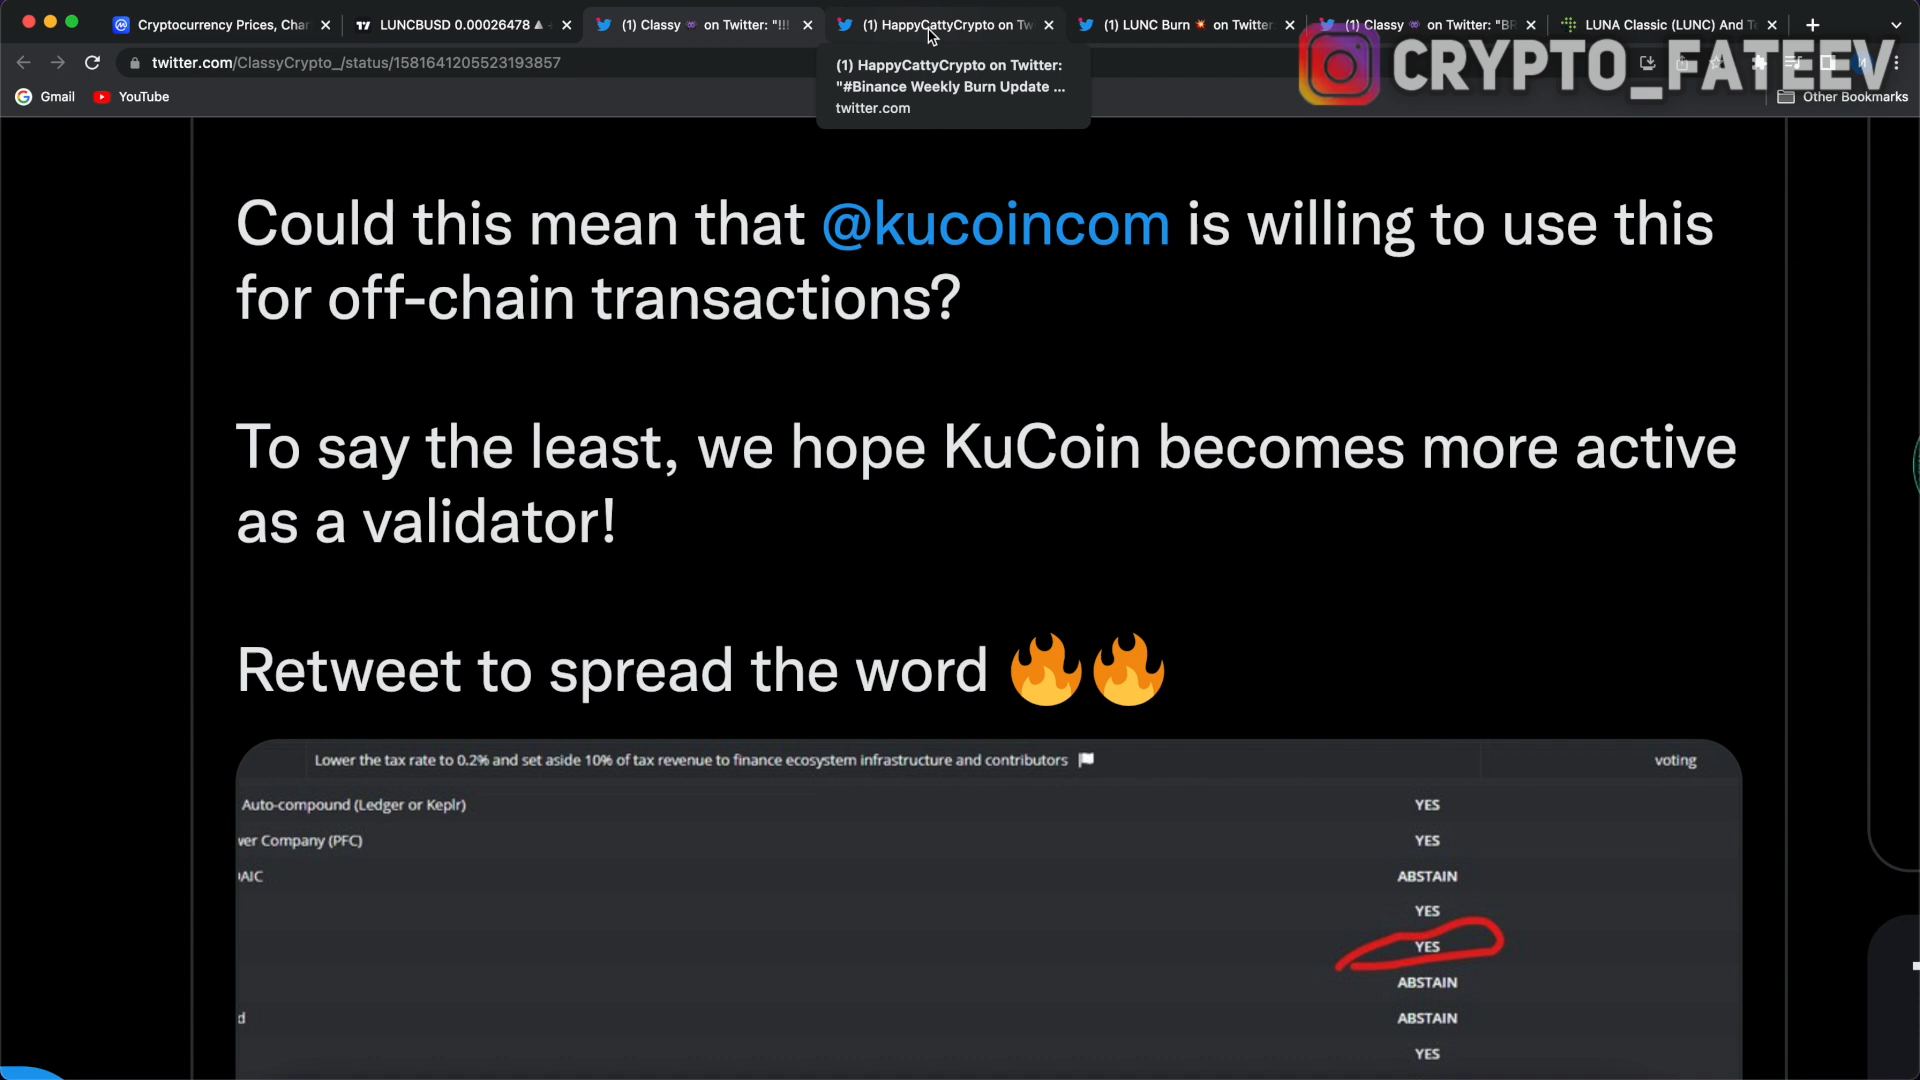 Cryptocurrency Prices, Char
LUNCBUSD 0.00026478
(1) Classy on Twitter: "!!!
(1) HappyCattyCrypto on Tw
(1) LUNC Burn 💥 on Twitter
(1) Classy on Twitter: "BR
LUNA Classic (LUNC) And Te
twitter.com/ClassyCrypto_/status/1581641205523193857
(1) HappyCattyCrypto on Twitter:
"#Binance Weekly Burn Update ...
twitter.com
CRYPTO_FATEEV
Gmail
YouTube
Other Bookmarks
Could this mean that @kucoincom is willing to use this
for off-chain transactions?
To say the least, we hope KuCoin becomes more active
as a validator!
Retweet to spread the word 🔥🔥
Lower the tax rate to 0.2% and set aside 10% of tax revenue to finance ecosystem infrastructure and contributors
voting
Auto-compound (Ledger or Keplr)
YES
wer Company (PFC)
YES
AIC
ABSTAIN
YES
YES
ABSTAIN
d
ABSTAIN
YES